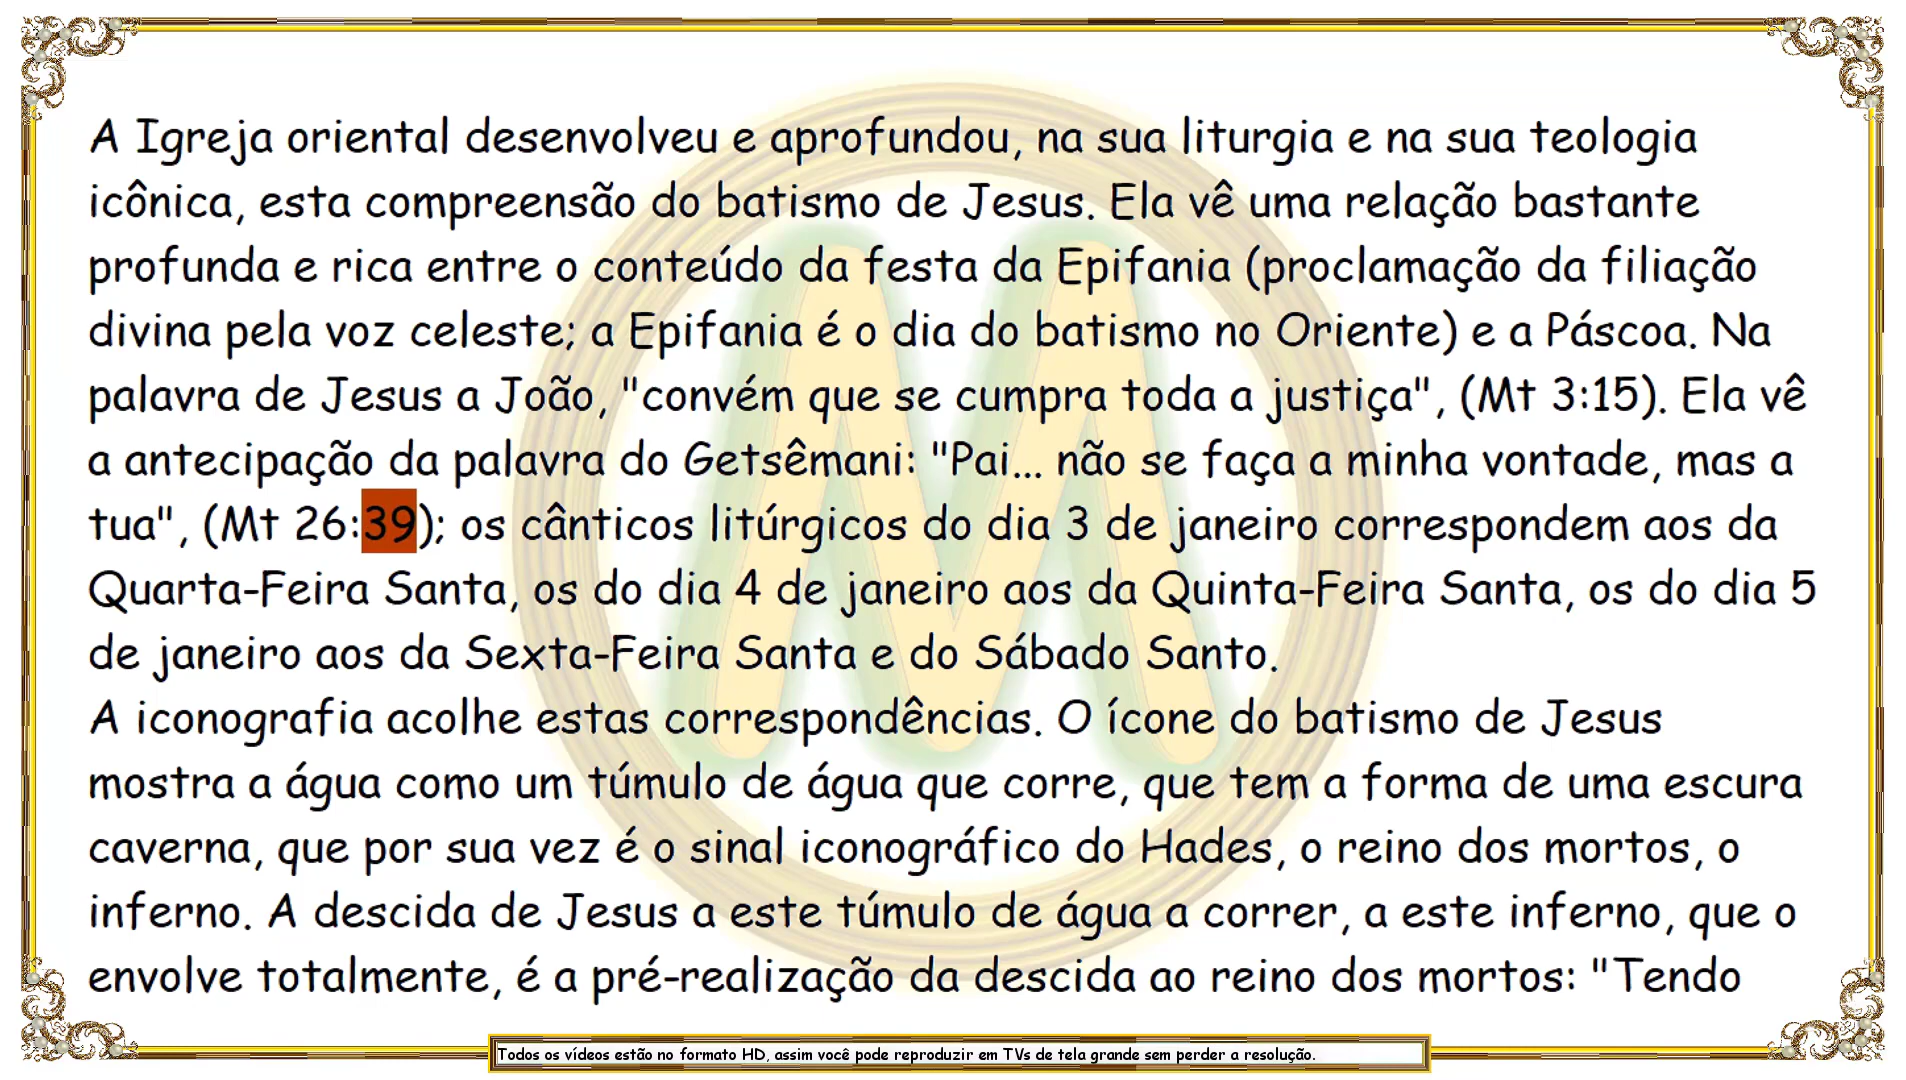 A Igreja oriental desenvolveu e aprofundou, na sua liturgia e na sua teologia
icônica, esta compreensão do batismo de Jesus. Ela vê uma relação bastante
profunda e rica entre o conteúdo da festa da Epifania (proclamação da filiação
divina pela voz celeste; a Epifania é o dia do batismo no Oriente) e a Páscoa. Na
palavra de Jesus a João, "convém que se cumpra toda a justiça", (Mt 3:15). Ela vê
a antecipação da palavra do Getsêmani: "Pai... não se faça a minha vontade, mas a
tua", (Mt 26:39); os cânticos litúrgicos do dia 3 de janeiro correspondem aos da
Quarta-Feira Santa, os do dia 4 de janeiro aos da Quinta-Feira Santa, os do dia 5
de janeiro aos da Sexta-Feira Santa e do Sábado Santo.
A iconografia acolhe estas correspondências. O ícone do batismo de Jesus
mostra a água como um túmulo de água que corre, que tem a forma de uma escura
caverna, que por sua vez é o sinal iconográfico do Hades, o reino dos mortos, o
inferno. A descida de Jesus a este túmulo de água a correr, a este inferno, que o
envolve totalmente, é a pré-realização da descida ao reino dos mortos: "Tendo
Todos os vídeos estão no formato HD, assim você pode reproduzir em TVs de tela grande sem perder a resolução.